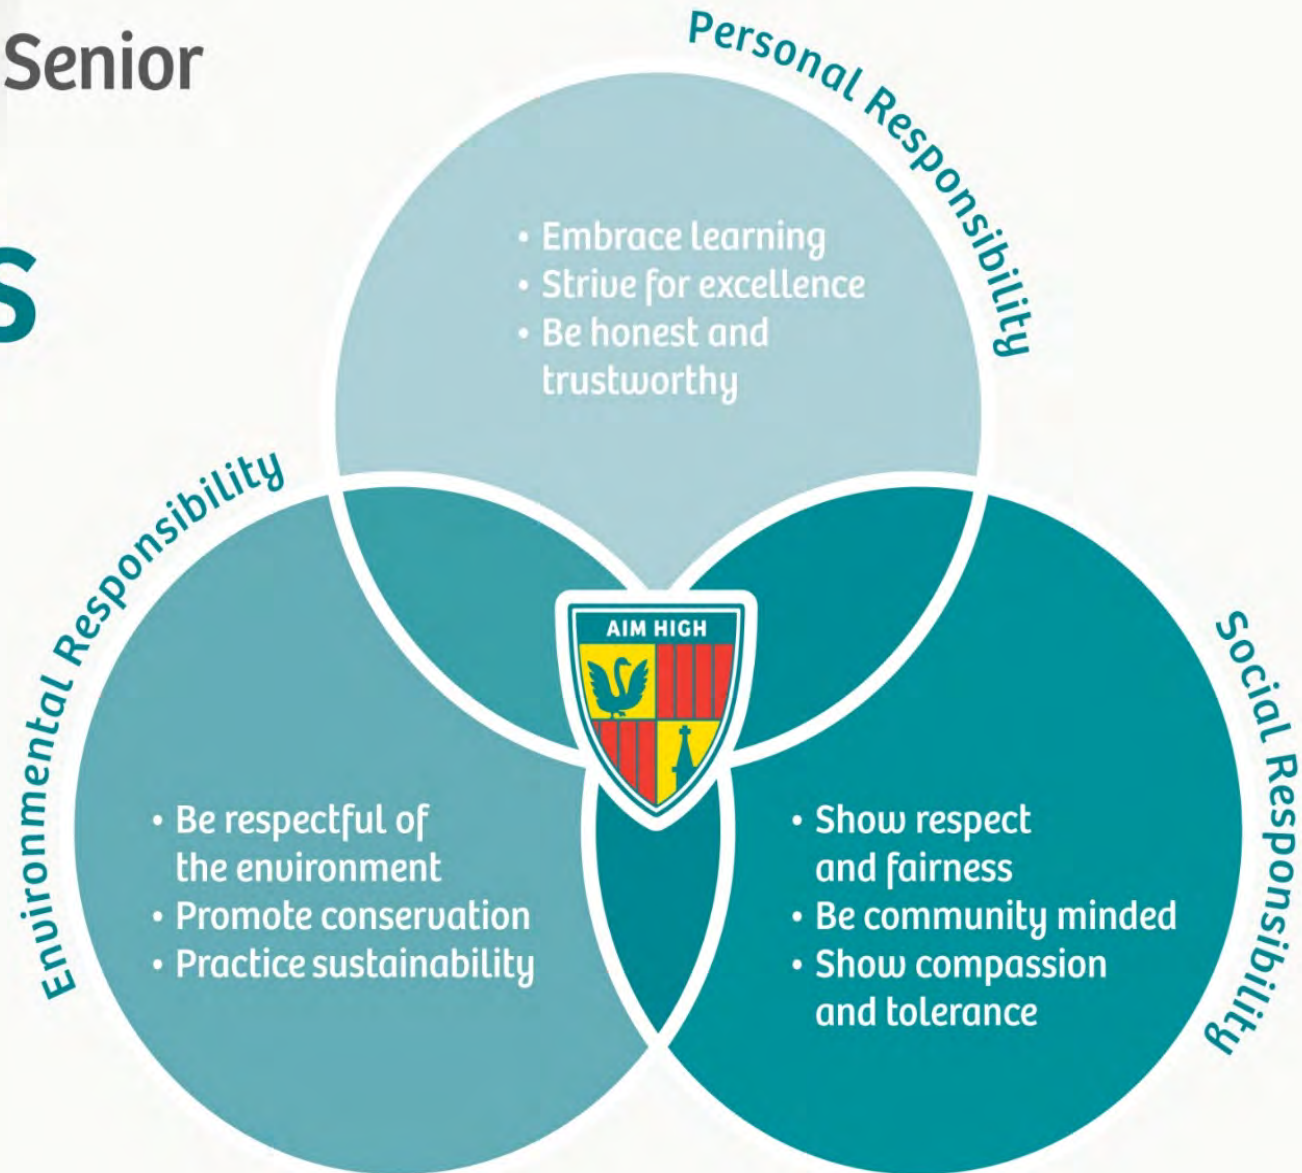 Senior
S
Personal Responsibility
• Embrace learning
• Strive for excellence
• Be honest and
trustworthy
Environmental Responsibility
• Be respectful of
the environment
• Promote conservation
• Practice sustainability
AIM HIGH
Social Responsibility
• Show respect
and fairness
• Be community minded
• Show compassion
and tolerance